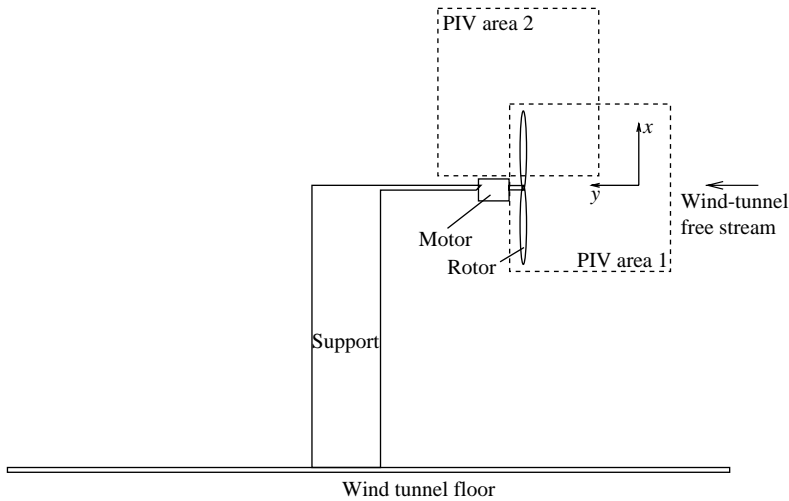 PIV area 2
x
y
Wind-tunnel
free stream
Motor
Rotor
PIV area 1
Support
Wind tunnel floor